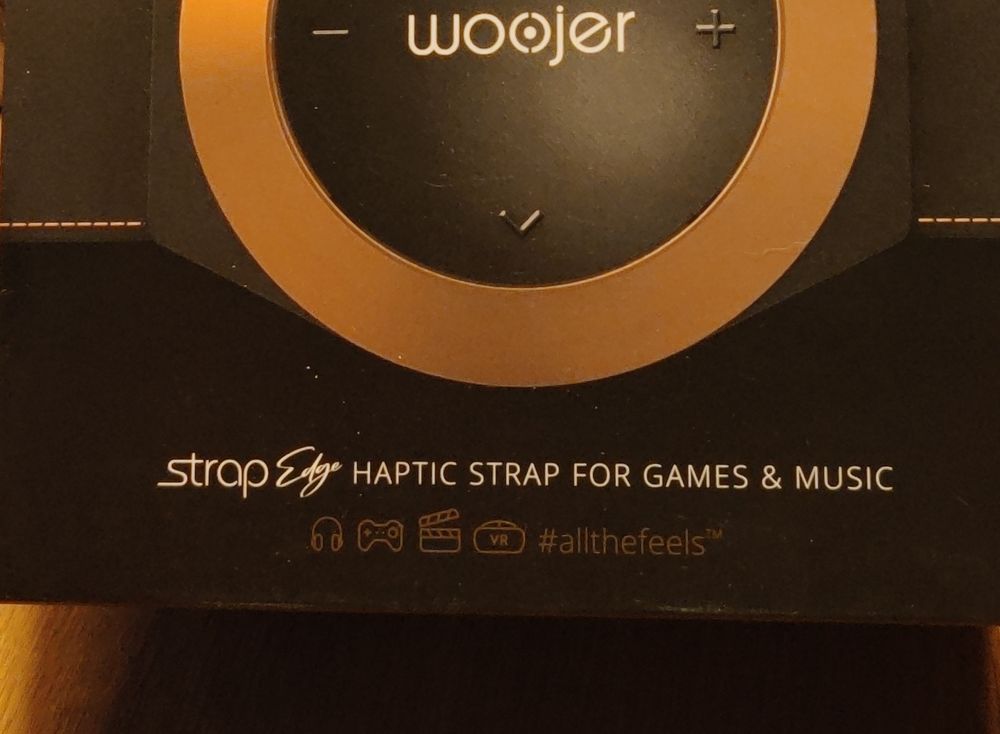 woojer
strap Edge HAPTIC STRAP FOR GAMES & MUSIC
VR #allthefeels™